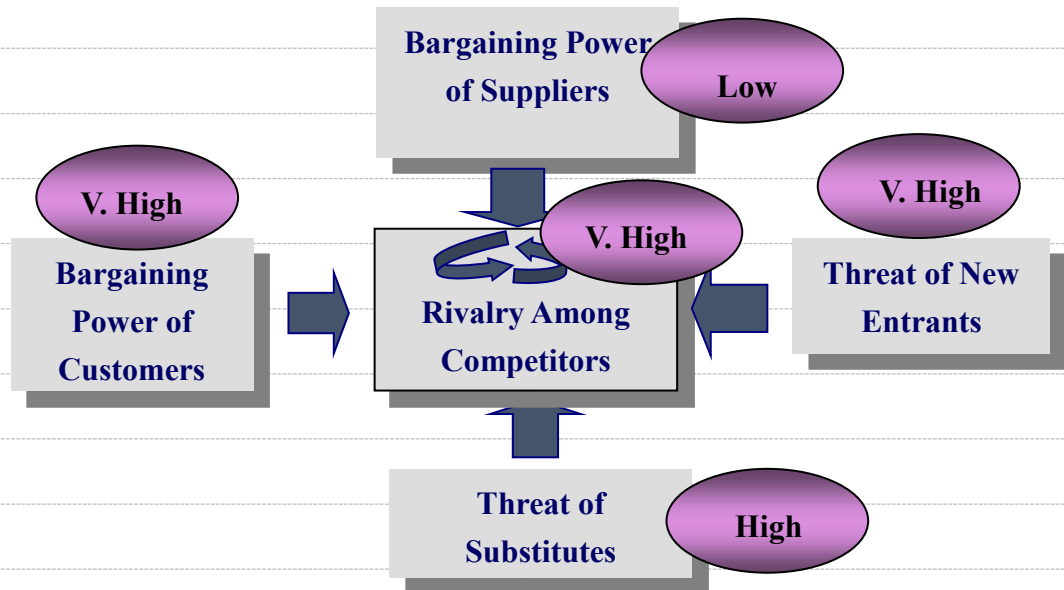 Bargaining Power
of Suppliers
Low
V. High
Bargaining
Power of
Customers
V. High
Rivalry Among
Competitors
V. High
Threat of New
Entrants
Threat of
Substitutes
High